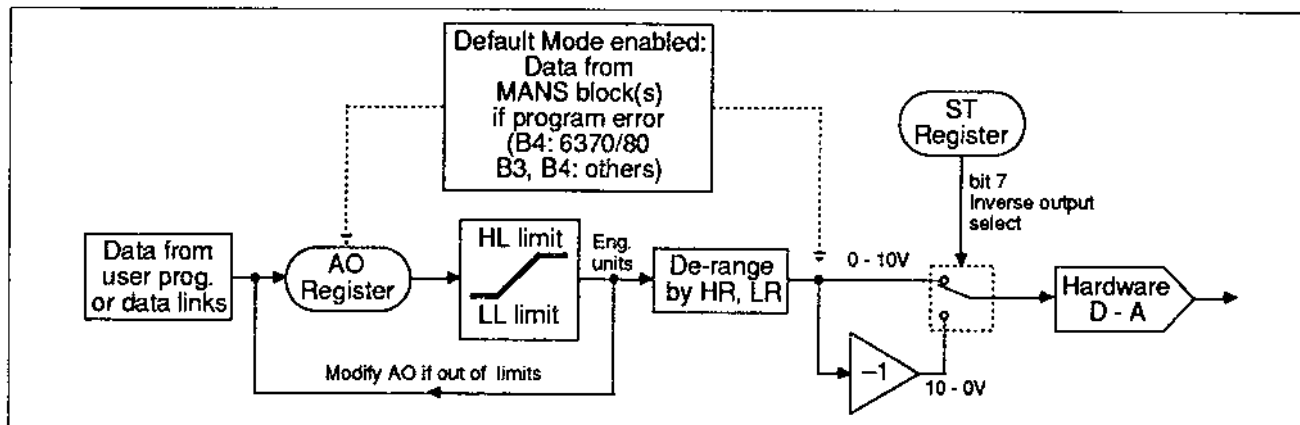 Default Mode enabled:
Data from
MANS block(s)
if program error
(B4: 6370/80
B3, B4: others)
ST
Register
bit 7
Inverse output
select
Data from
user prog.
or data links
AO
Register
HL limit
LL limit
Eng.
units
De-range
by HR, LR
0 - 10V
Hardware
D - A
Modify AO if out of limits
–1
10 - 0V